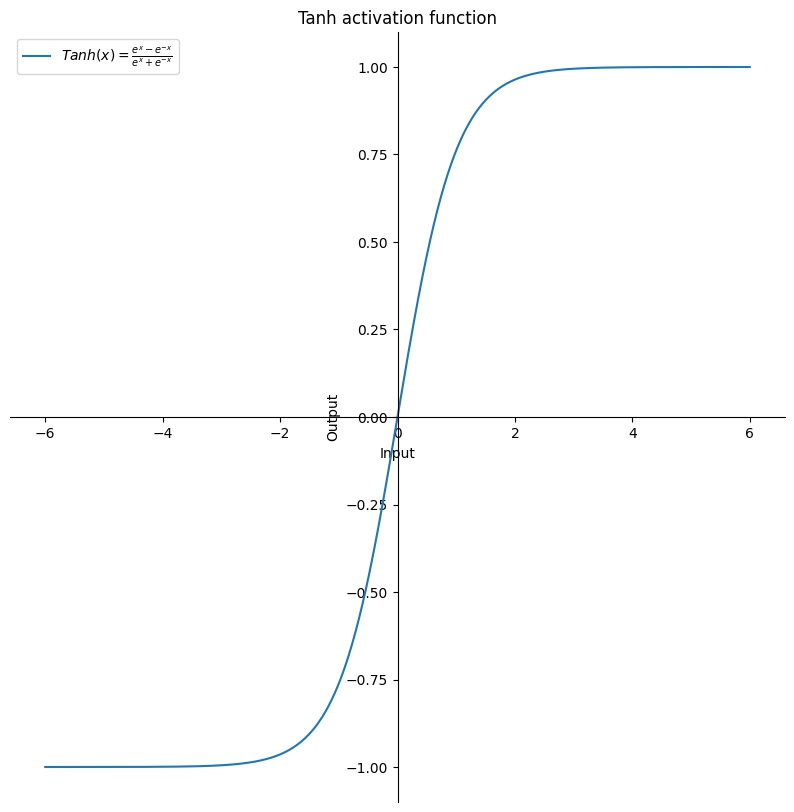 Tanh activation function
Tanh(x) = \frac{e^x - e^{-x}}{e^x + e^{-x}}
1.00
0.75
0.50
0.25
0.00
Output
−6 −4 −2 0 2 4 6
Input
−0.25
−0.50
−0.75
−1.00